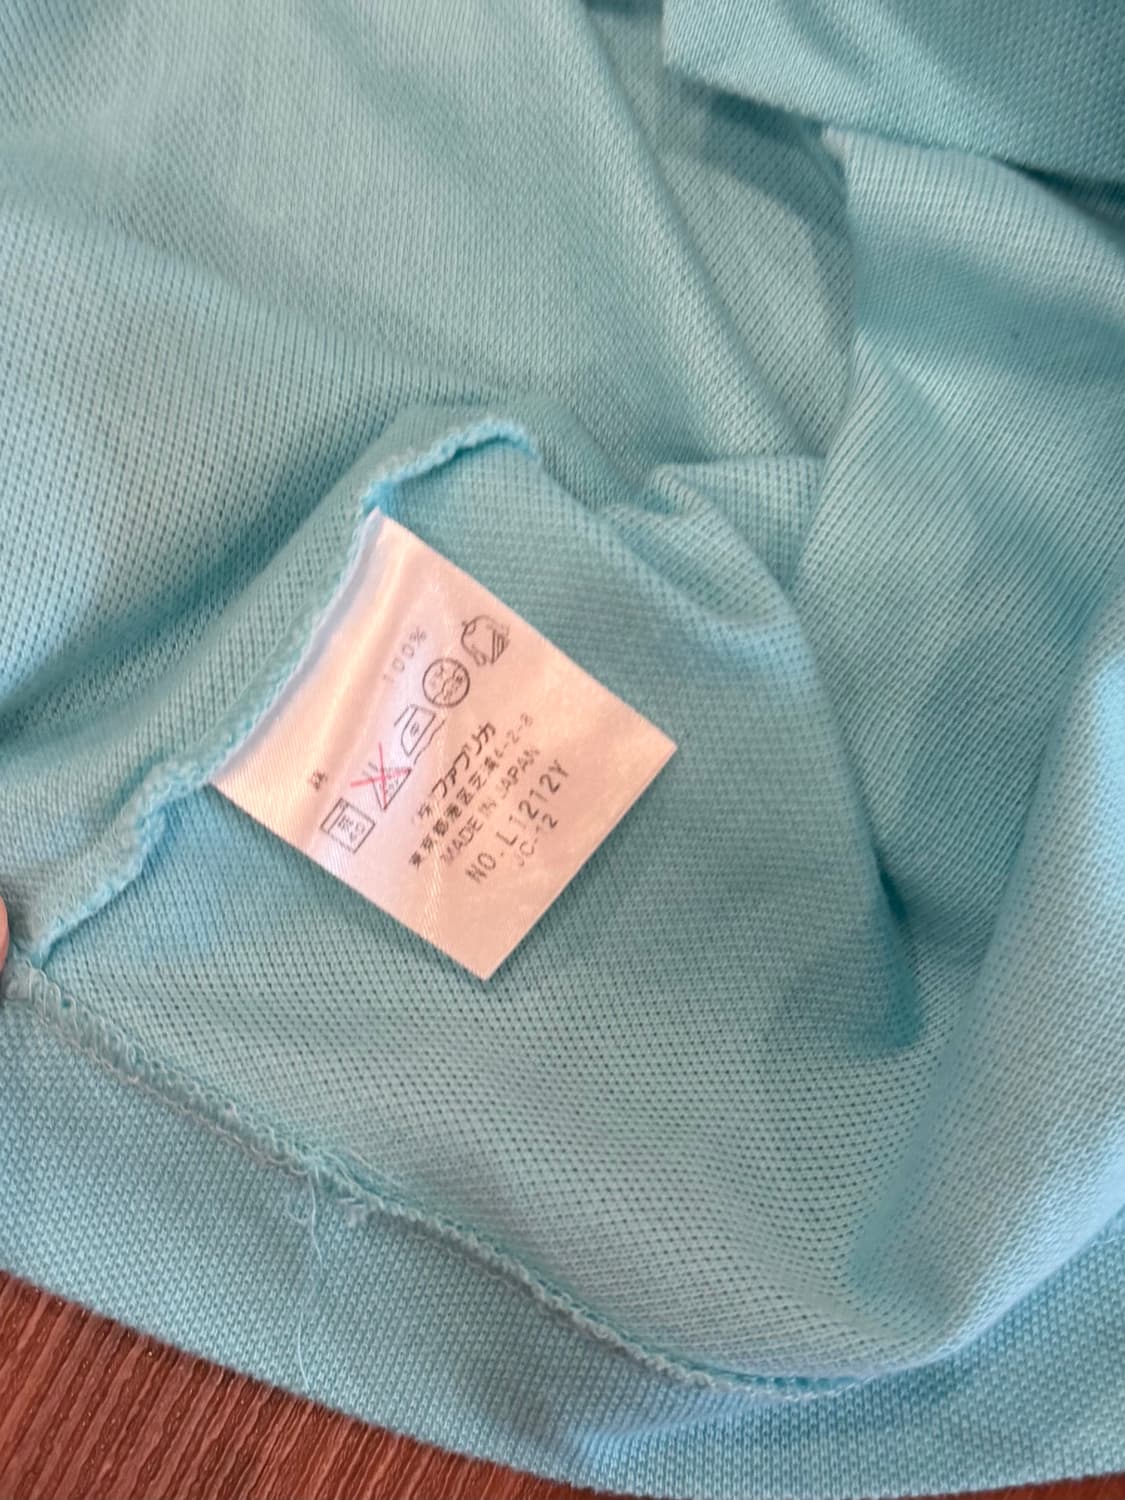 綿 100%
(株)ファブリカ
東京都港区芝浦4-2-8
MADE IN JAPAN
NO. L1212Y
JC-12